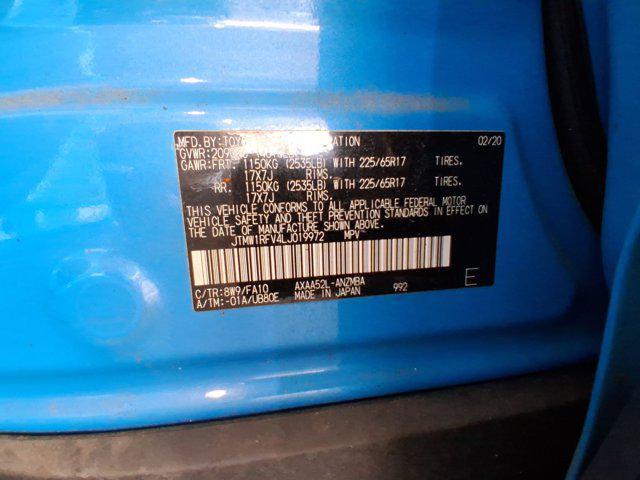 MFD.BY:TOYO ATION 02/20
GVWR:209
GAWR:FRT: 1150KG (2535LB) WITH 225/65R17 TIRES.
17X7J RIMS.
RR: 1150KG (2535LB) WITH 225/65R17 TIRES.
17X7J RIMS.
THIS VEHICLE CONFORMS TO ALL APPLICABLE FEDERAL MOTOR
VEHICLE SAFETY AND THEFT PREVENTION STANDARDS IN EFFECT ON
THE DATE OF MANUFACTURE SHOWN ABOVE.
JTMW1RFV4LJ019972 MPV
C/TR:8W9/FA10 AXAA52L-ANZMBA 992 E
A/TM:-01A/UB80E MADE IN JAPAN